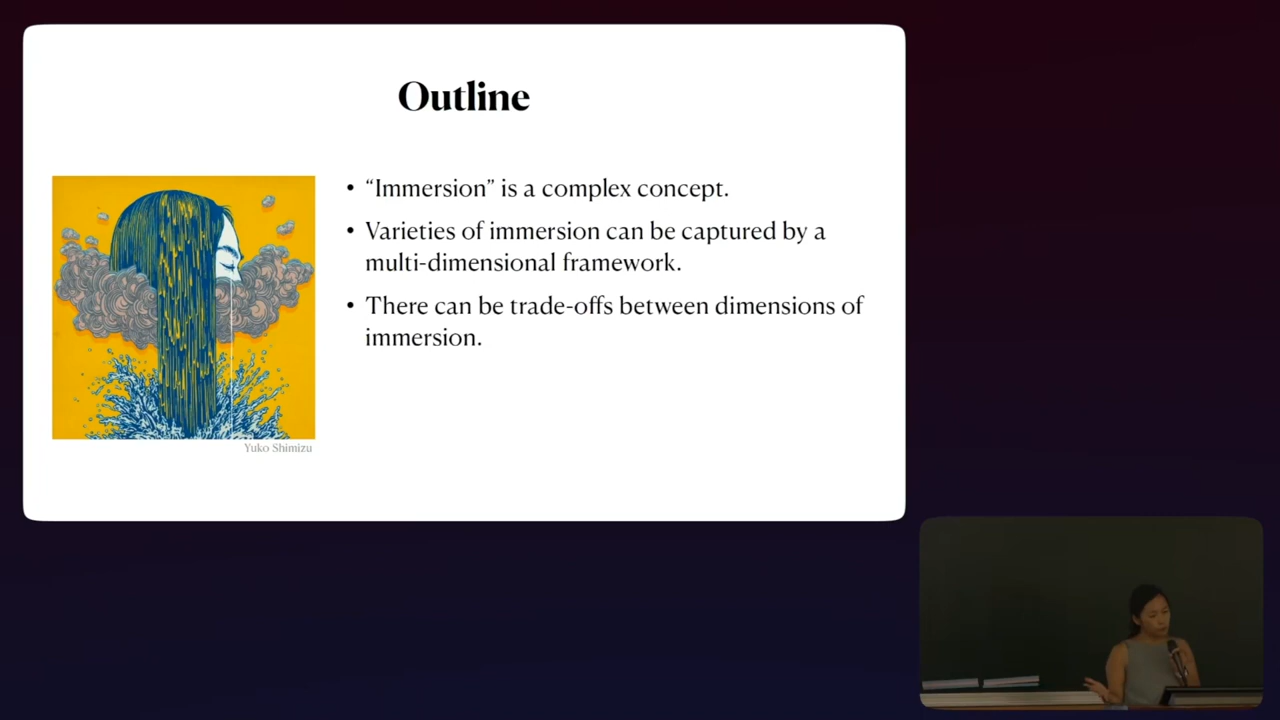 Outline
• “Immersion” is a complex concept.
• Varieties of immersion can be captured by a
multi-dimensional framework.
• There can be trade-offs between dimensions of
immersion.
Yuko Shimizu